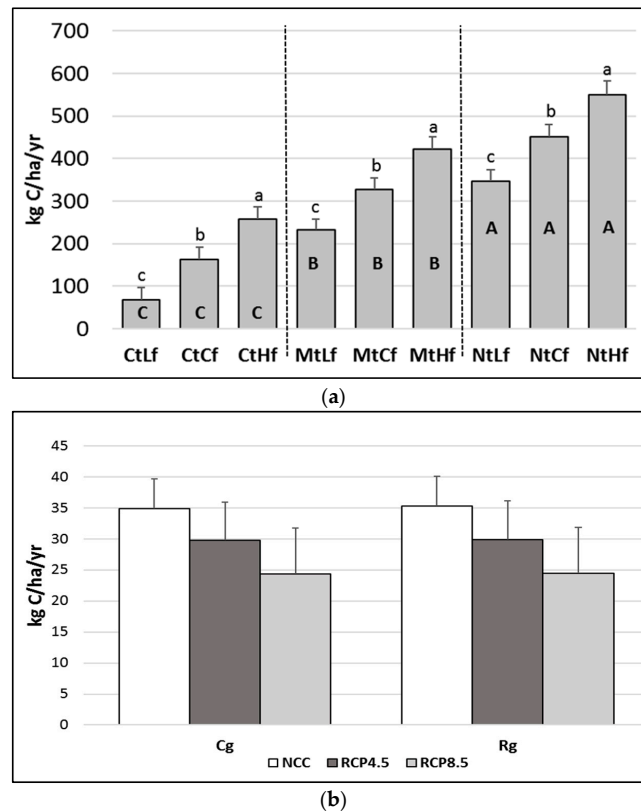 700
600
500
400
300
200
100
0
kg C/ha/yr
c b a c b a c b a
C C C B B B A A A
CtLf CtCf CtHf MtLf MtCf MtHf NtLf NtCf NtHf
(a)
45
40
35
30
25
20
15
10
5
0
kg C/ha/yr
Cg Rg
NCC RCP4.5 RCP8.5
(b)